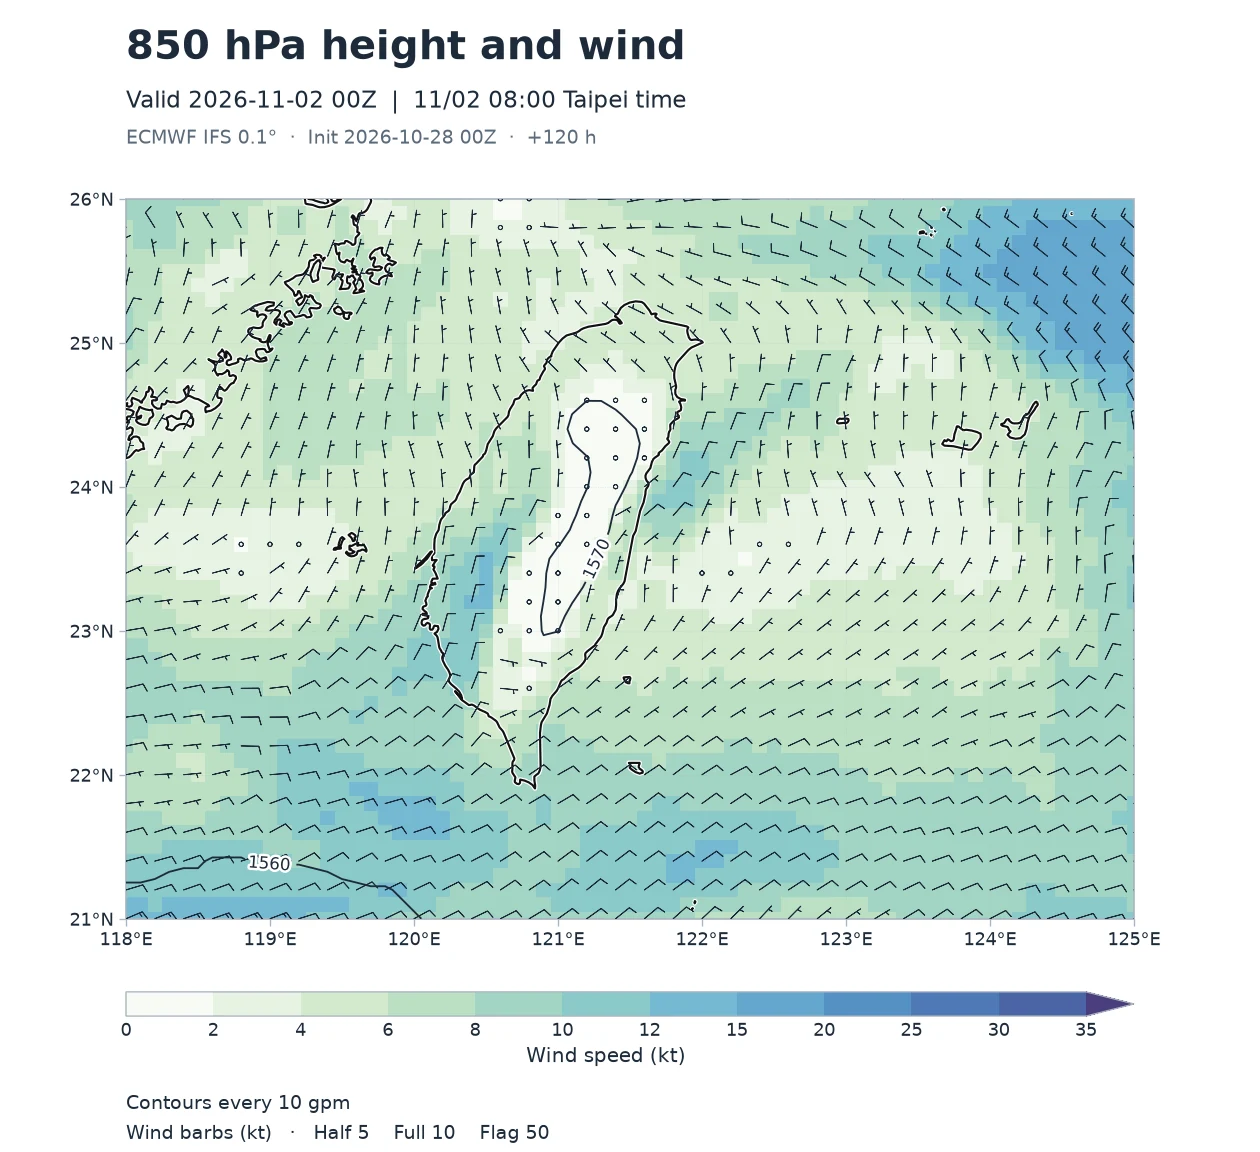 850 hPa height and wind
Valid 2026-11-02 00Z | 11/02 08:00 Taipei time
ECMWF IFS 0.1° · Init 2026-10-28 00Z · +120 h
26°N
25°N
24°N
23°N
22°N
21°N
1570
1560
118°E 119°E 120°E 121°E 122°E 123°E 124°E 125°E
0 2 4 6 8 10 12 15 20 25 30 35
Wind speed (kt)
Contours every 10 gpm
Wind barbs (kt) · Half 5 Full 10 Flag 50